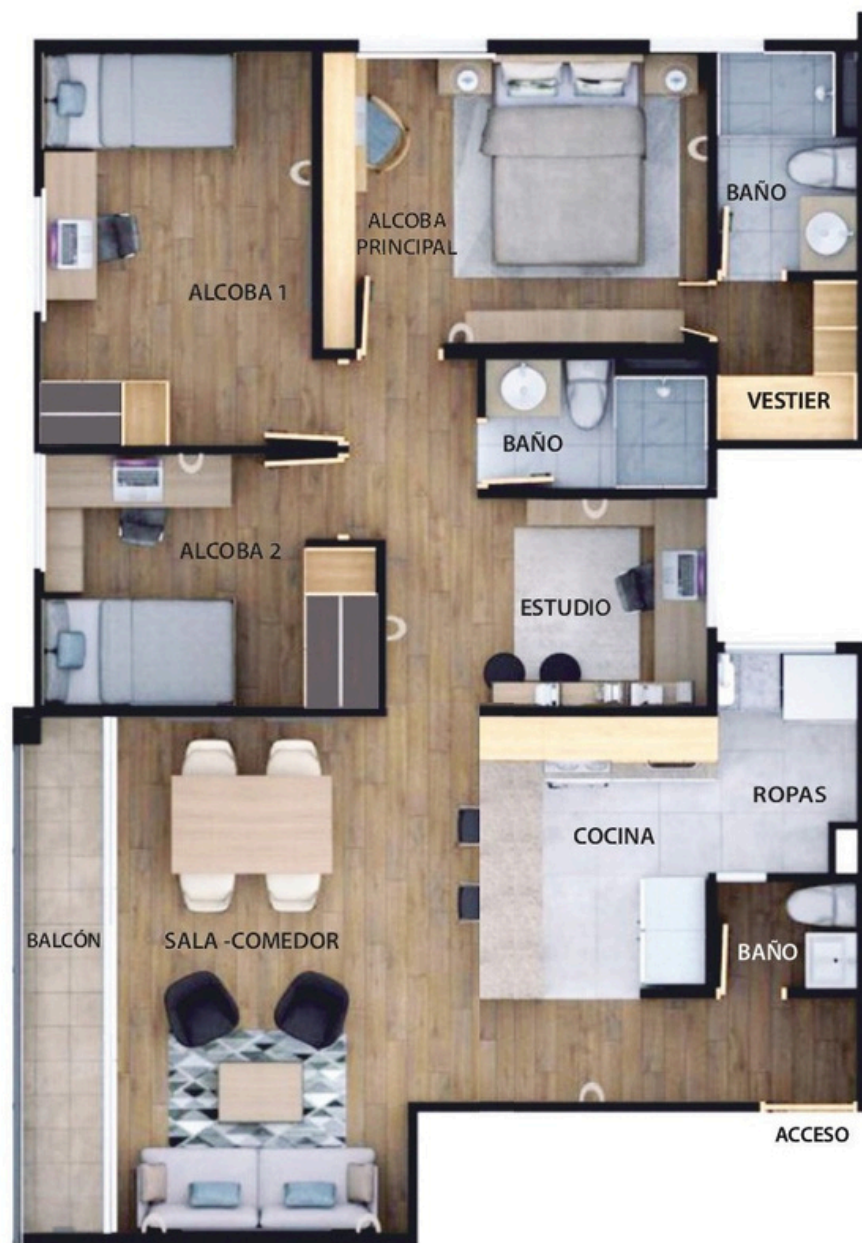 BAÑO
ALCOBA
PRINCIPAL
ALCOBA 1
VESTIER
BAÑO
ALCOBA 2
ESTUDIO
ROPAS
COCINA
BALCÓN
SALA -COMEDOR
BAÑO
ACCESO